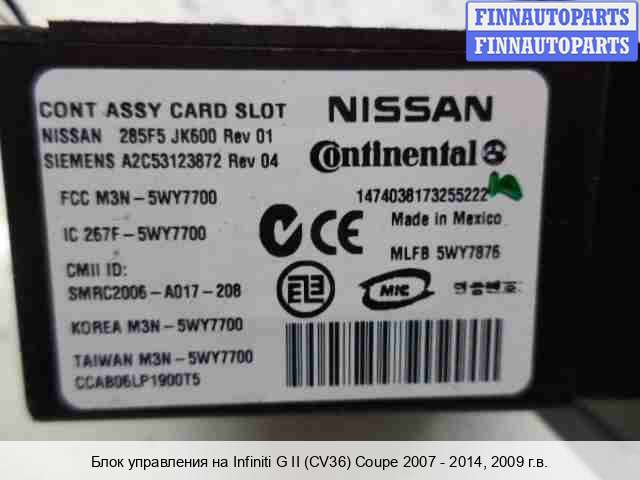 FINNAUTOPARTS
FINNAUTOPARTS
CONT ASSY CARD SLOT
NISSAN
NISSAN 285F5 JK600 Rev 01
Continental
SIEMENS A2C53123872 Rev 04
FCC M3N-5WY7700
1474038173255222
IC 267F-5WY7700
CE
Made in Mexico
MLFB 5WY7876
CMII ID:
SMRC2006-A017-208
MIC
KOREA M3N-5WY7700
TAIWAN M3N-5WY7700
CCAB06LP1900T5
Блок управления на Infiniti G II (CV36) Coupe 2007 - 2014, 2009 г.в.